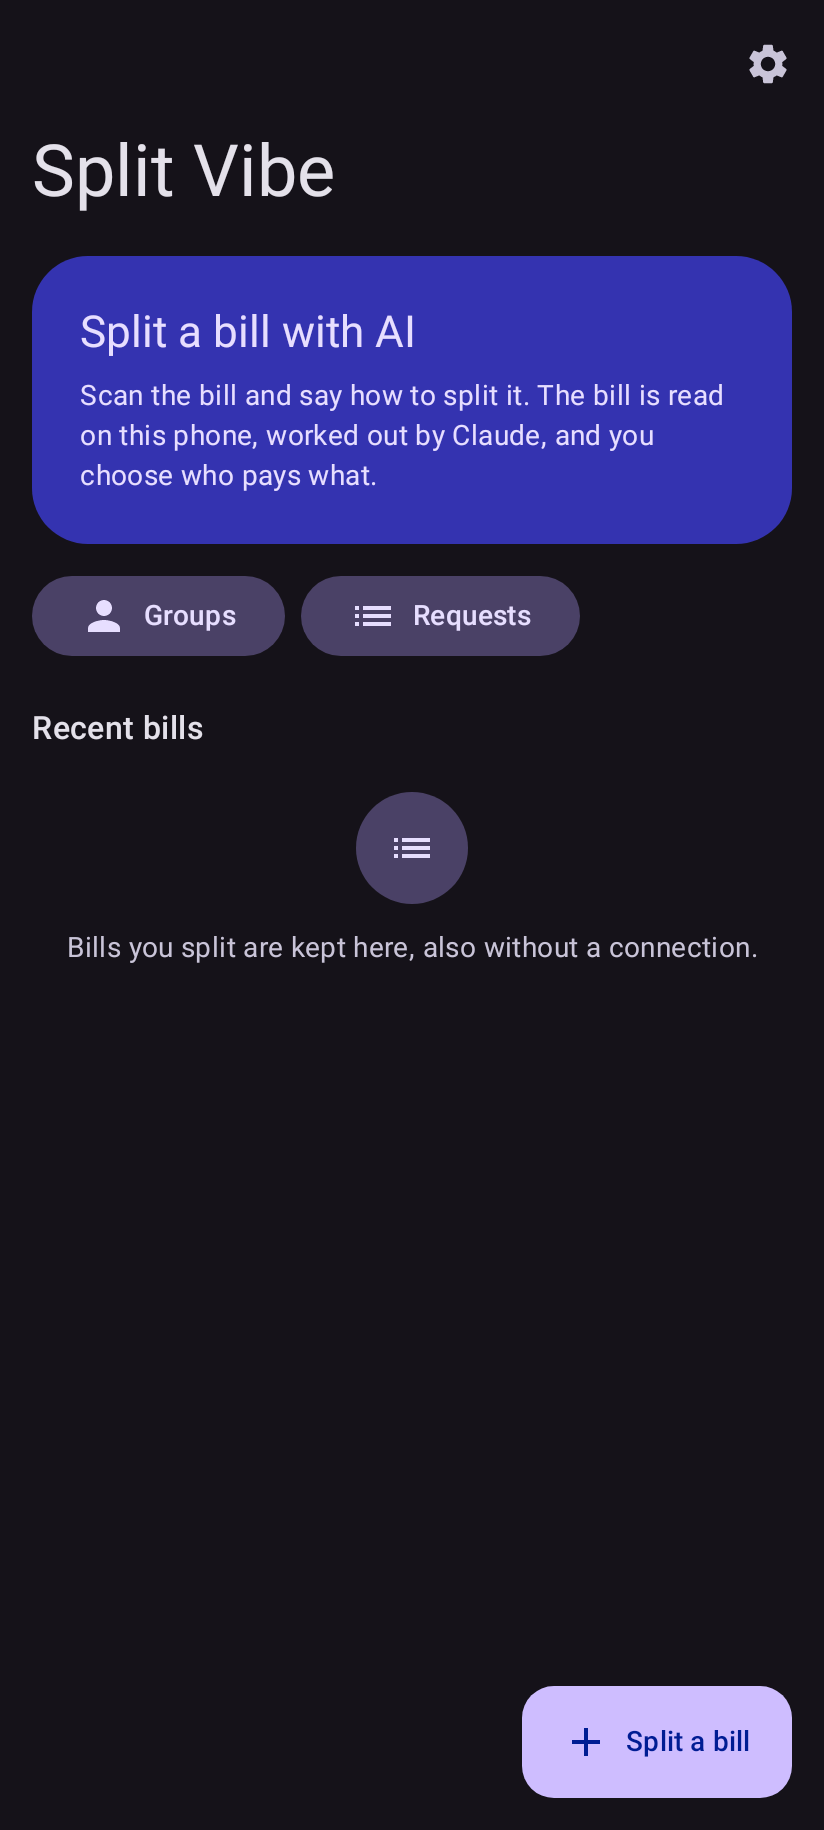 Split Vibe
Split a bill with AI
Scan the bill and say how to split it. The bill is read
on this phone, worked out by Claude, and you
choose who pays what.
Groups
Requests
Recent bills
Bills you split are kept here, also without a connection.
Split a bill